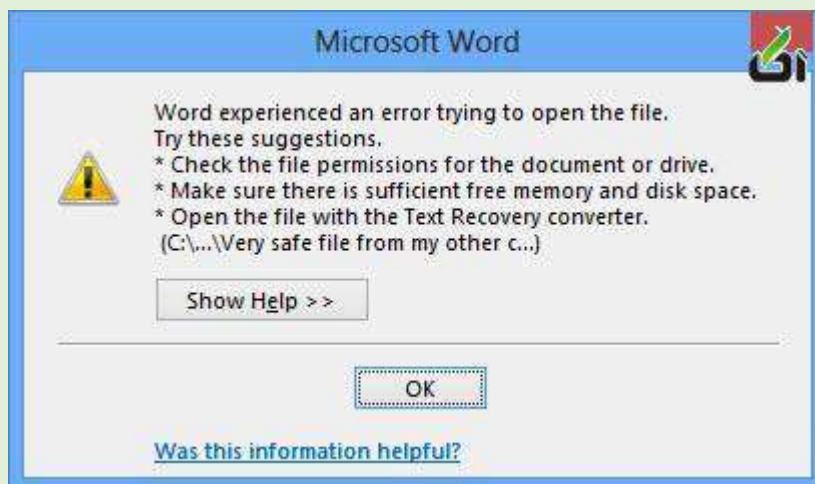 Microsoft Word
Word experienced an error trying to open the file.
Try these suggestions.
* Check the file permissions for the document or drive.
* Make sure there is sufficient free memory and disk space.
* Open the file with the Text Recovery converter.
(C:\...\Very safe file from my other c...)
Show Help >>
OK
Was this information helpful?